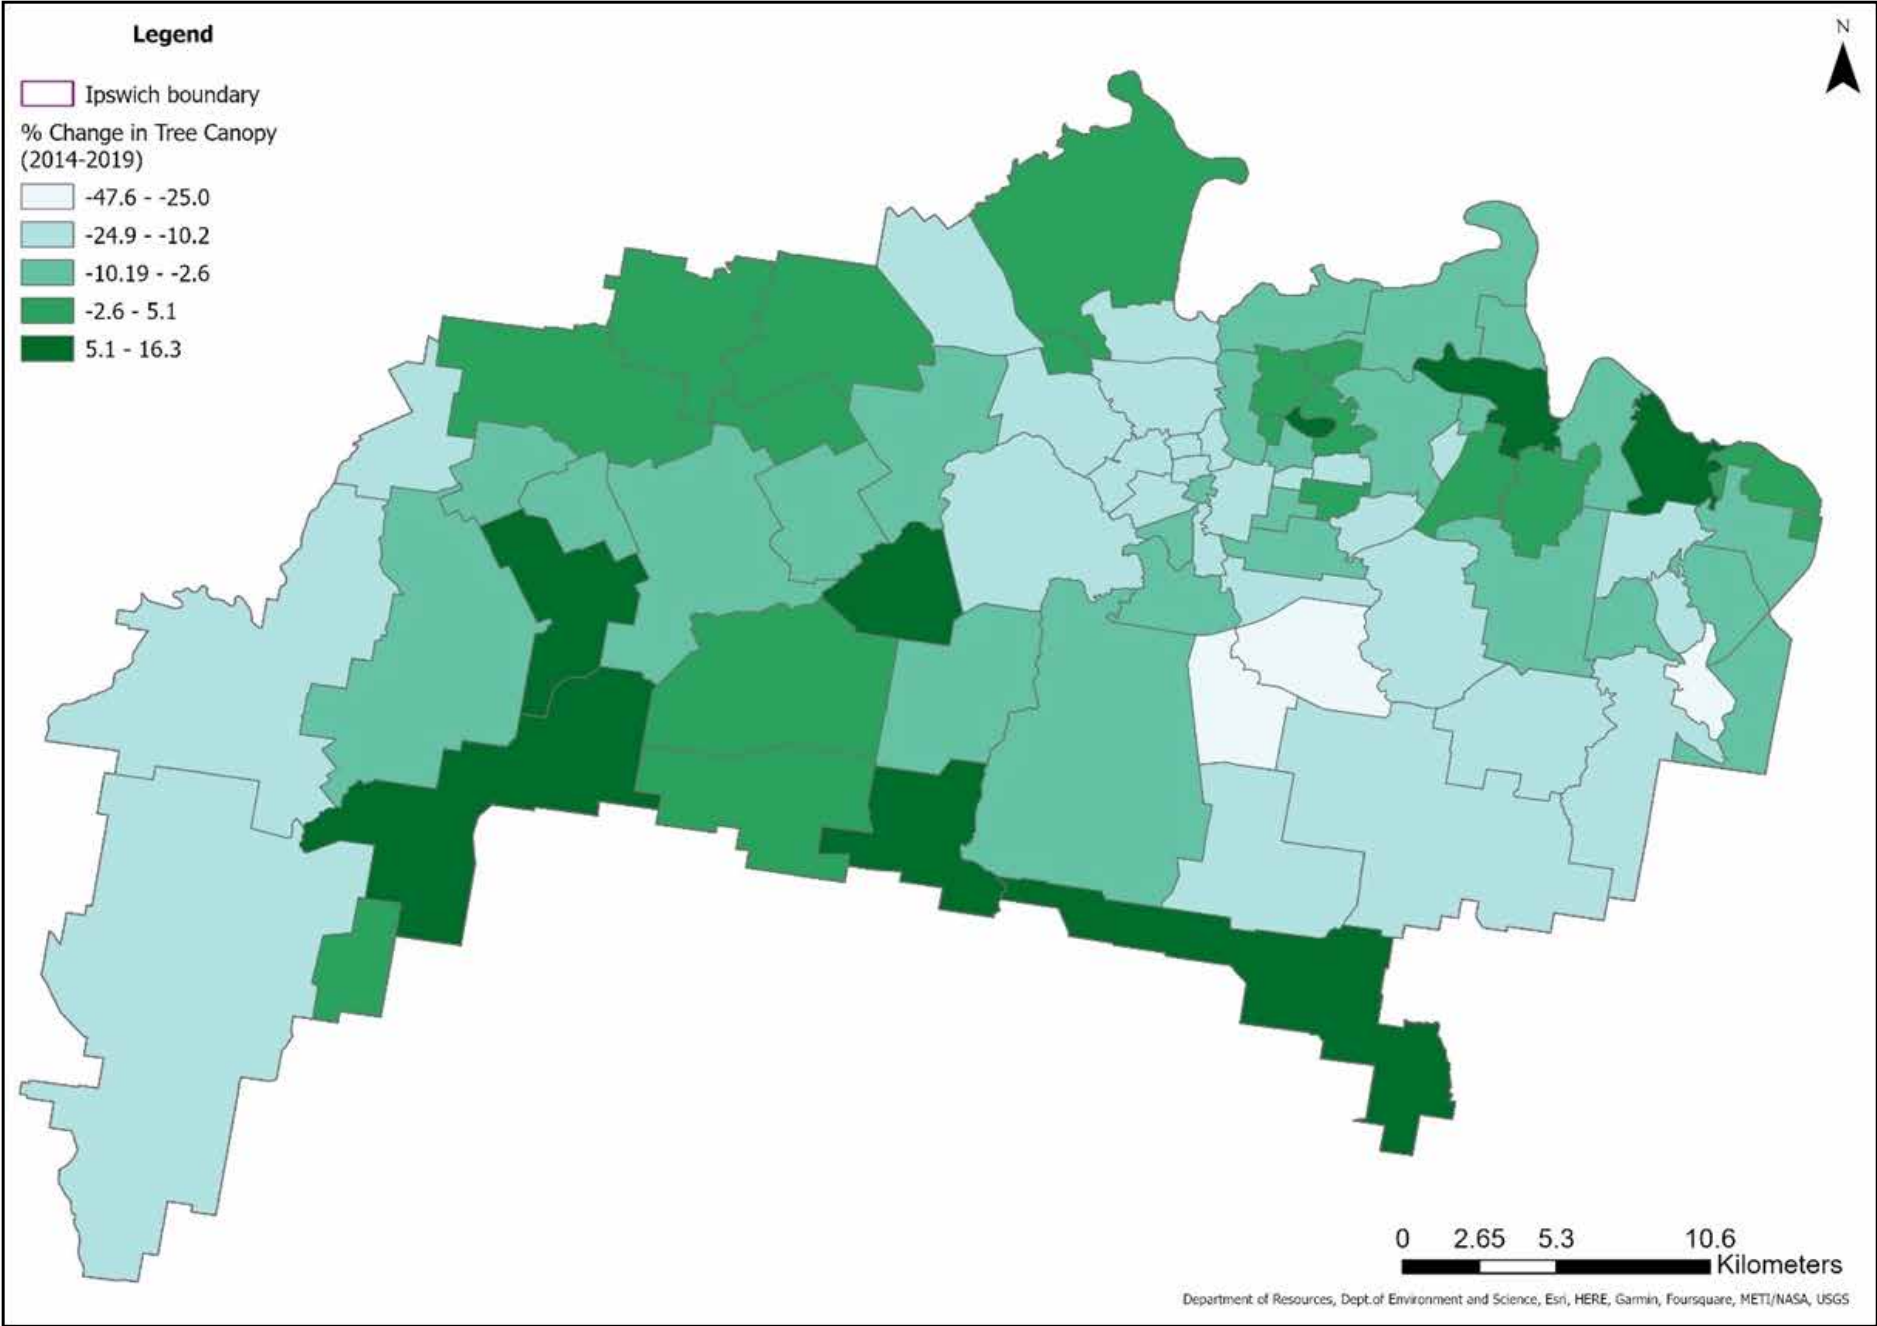 Legend
Ipswich boundary
% Change in Tree Canopy
(2014-2019)
-47.6 - -25.0
-24.9 - -10.2
-10.19 - -2.6
-2.6 - 5.1
5.1 - 16.3
N
0 2.65 5.3 10.6
Kilometers
Department of Resources, Dept.of Environment and Science, Esri, HERE, Garmin, Foursquare, METI/NASA, USGS